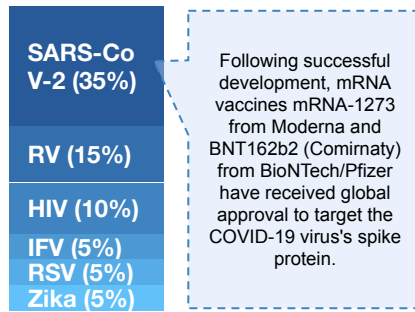 SARS-Co
V-2 (35%)
RV (15%)
HIV (10%)
IFV (5%)
RSV (5%)
Zika (5%)
Following successful
development, mRNA
vaccines mRNA-1273
from Moderna and
BNT162b2 (Comirnaty)
from BioNTech/Pfizer
have received global
approval to target the
COVID-19 virus's spike
protein.